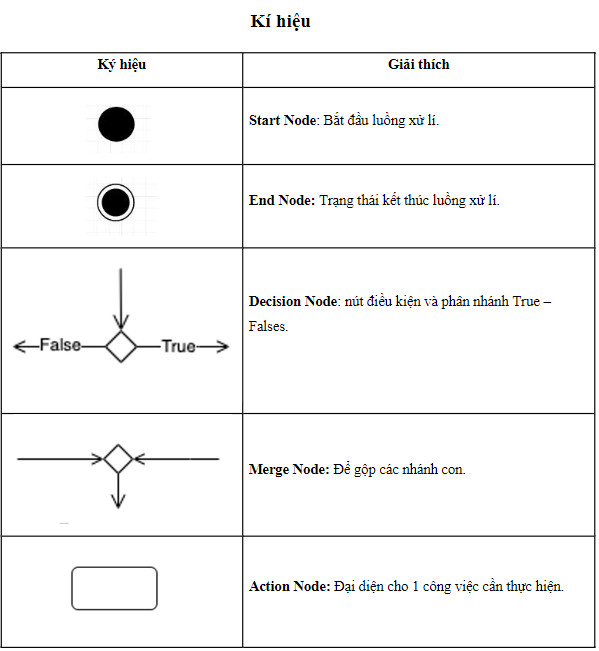 Kí hiệu
Ký hiệu
Giải thích
Start Node: Bắt đầu luồng xử lí.
End Node: Trạng thái kết thúc luồng xử lí.
False
True
Decision Node: nút điều kiện và phân nhánh True –
Falses.
Merge Node: Để gộp các nhánh con.
Action Node: Đại diện cho 1 công việc cần thực hiện.